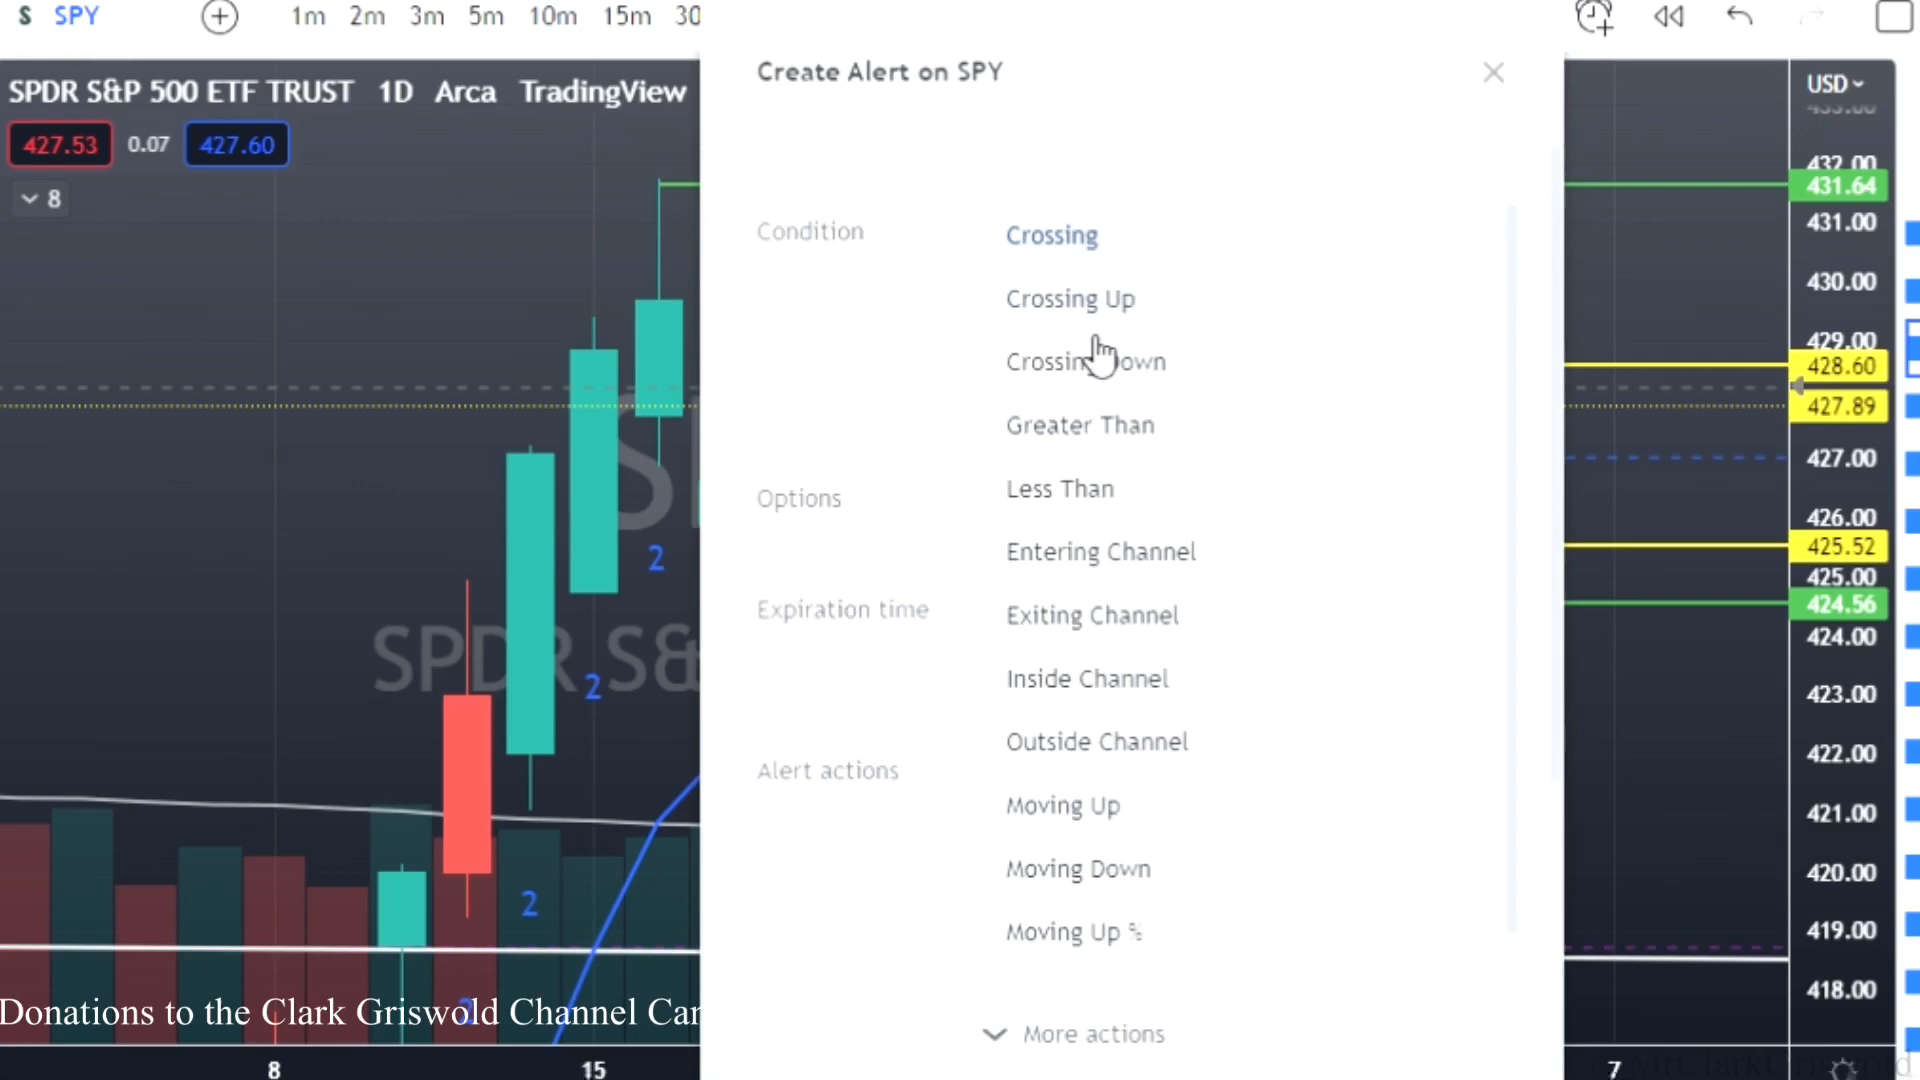 S SPY 1m 2m 3m 5m 10m 15m 30
SPDR S&P 500 ETF TRUST 1D Arca TradingView
427.53 0.07 427.60
8
Create Alert on SPY
Condition
Crossing
Crossing Up
Crossing Down
Greater Than
Less Than
Options
Entering Channel
Expiration time
Exiting Channel
Inside Channel
Outside Channel
Alert actions
Moving Up
Moving Down
Moving Up %
More actions
USD
433.00
432.00
431.64
431.00
430.00
429.00
428.60
427.89
427.00
426.00
425.52
425.00
424.56
424.00
423.00
422.00
421.00
420.00
419.00
418.00
SPDR S&
2
2
2
2
Donations to the Clark Griswold Channel Car
8 15 7